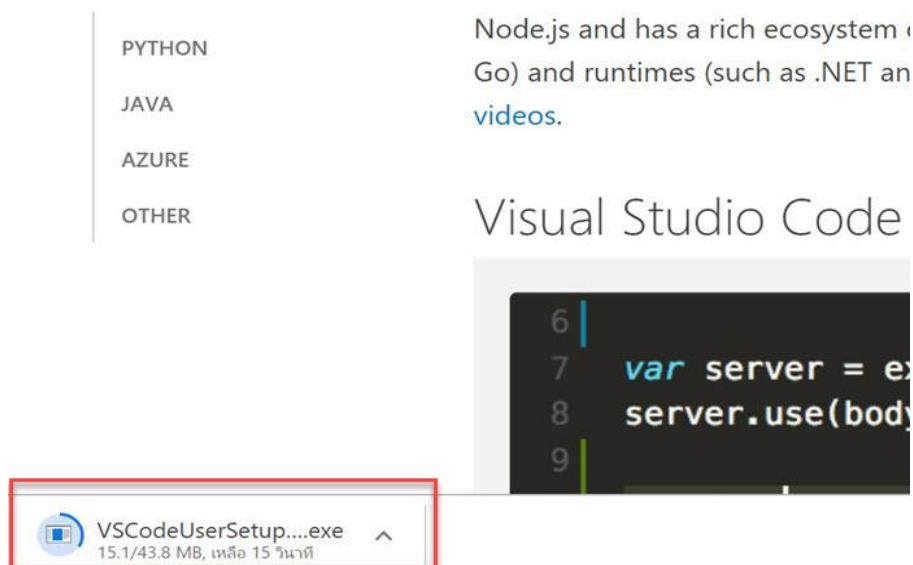 PYTHON
JAVA
AZURE
OTHER
Node.js and has a rich ecosystem
Go) and runtimes (such as .NET an
videos.
Visual Studio Code
6
7 var server = ex
8 server.use(body
9
VSCodeUserSetup....exe
15.1/43.8 MB, เหลือ 15 วินาที